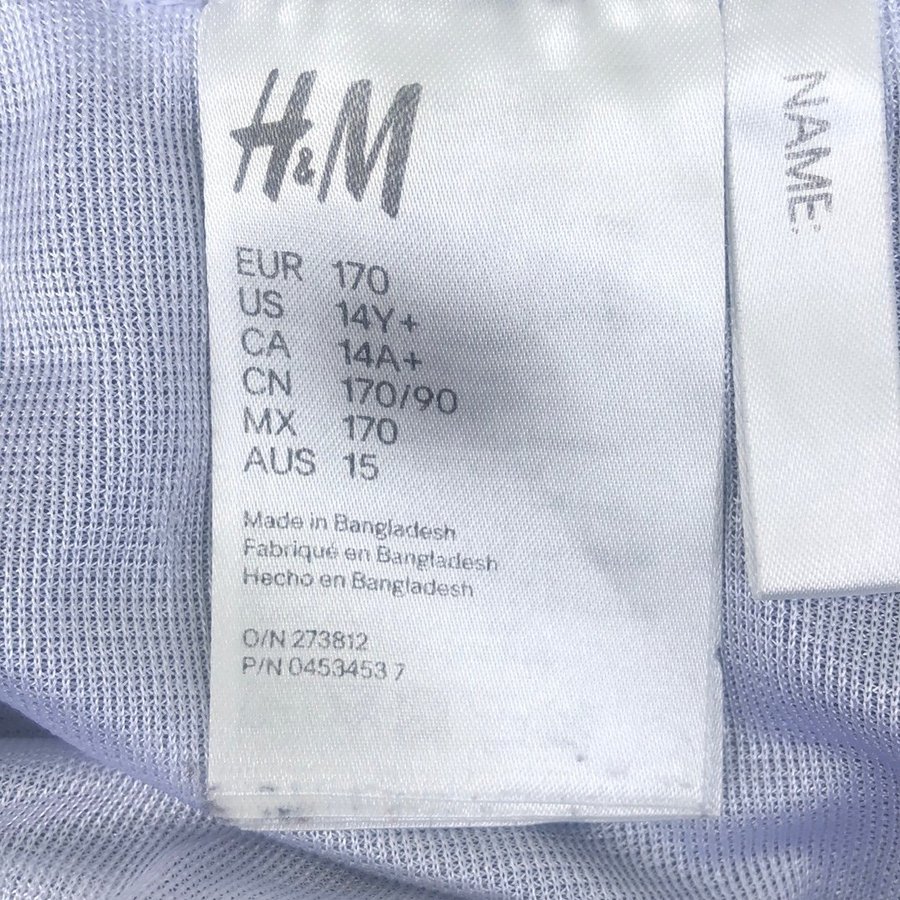 H&M
EUR 170
US 14Y+
CA 14A+
CN 170/90
MX 170
AUS 15
Made in Bangladesh
Fabriqué en Bangladesh
Hecho en Bangladesh
O/N 273812
P/N 0453453 7
NAME: